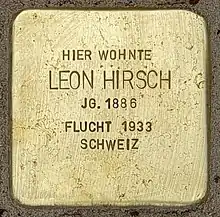 HIER WOHNTE
LEON HIRSCH
JG. 1886
FLUCHT 1933
SCHWEIZ